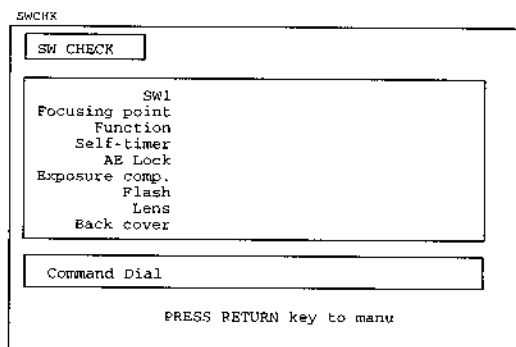 SWCHK
SW CHECK
SW1
Focusing point
Function
Self-timer
AE Lock
Exposure comp.
Flash
Lens
Back cover
Command Dial
PRESS RETURN key to manu